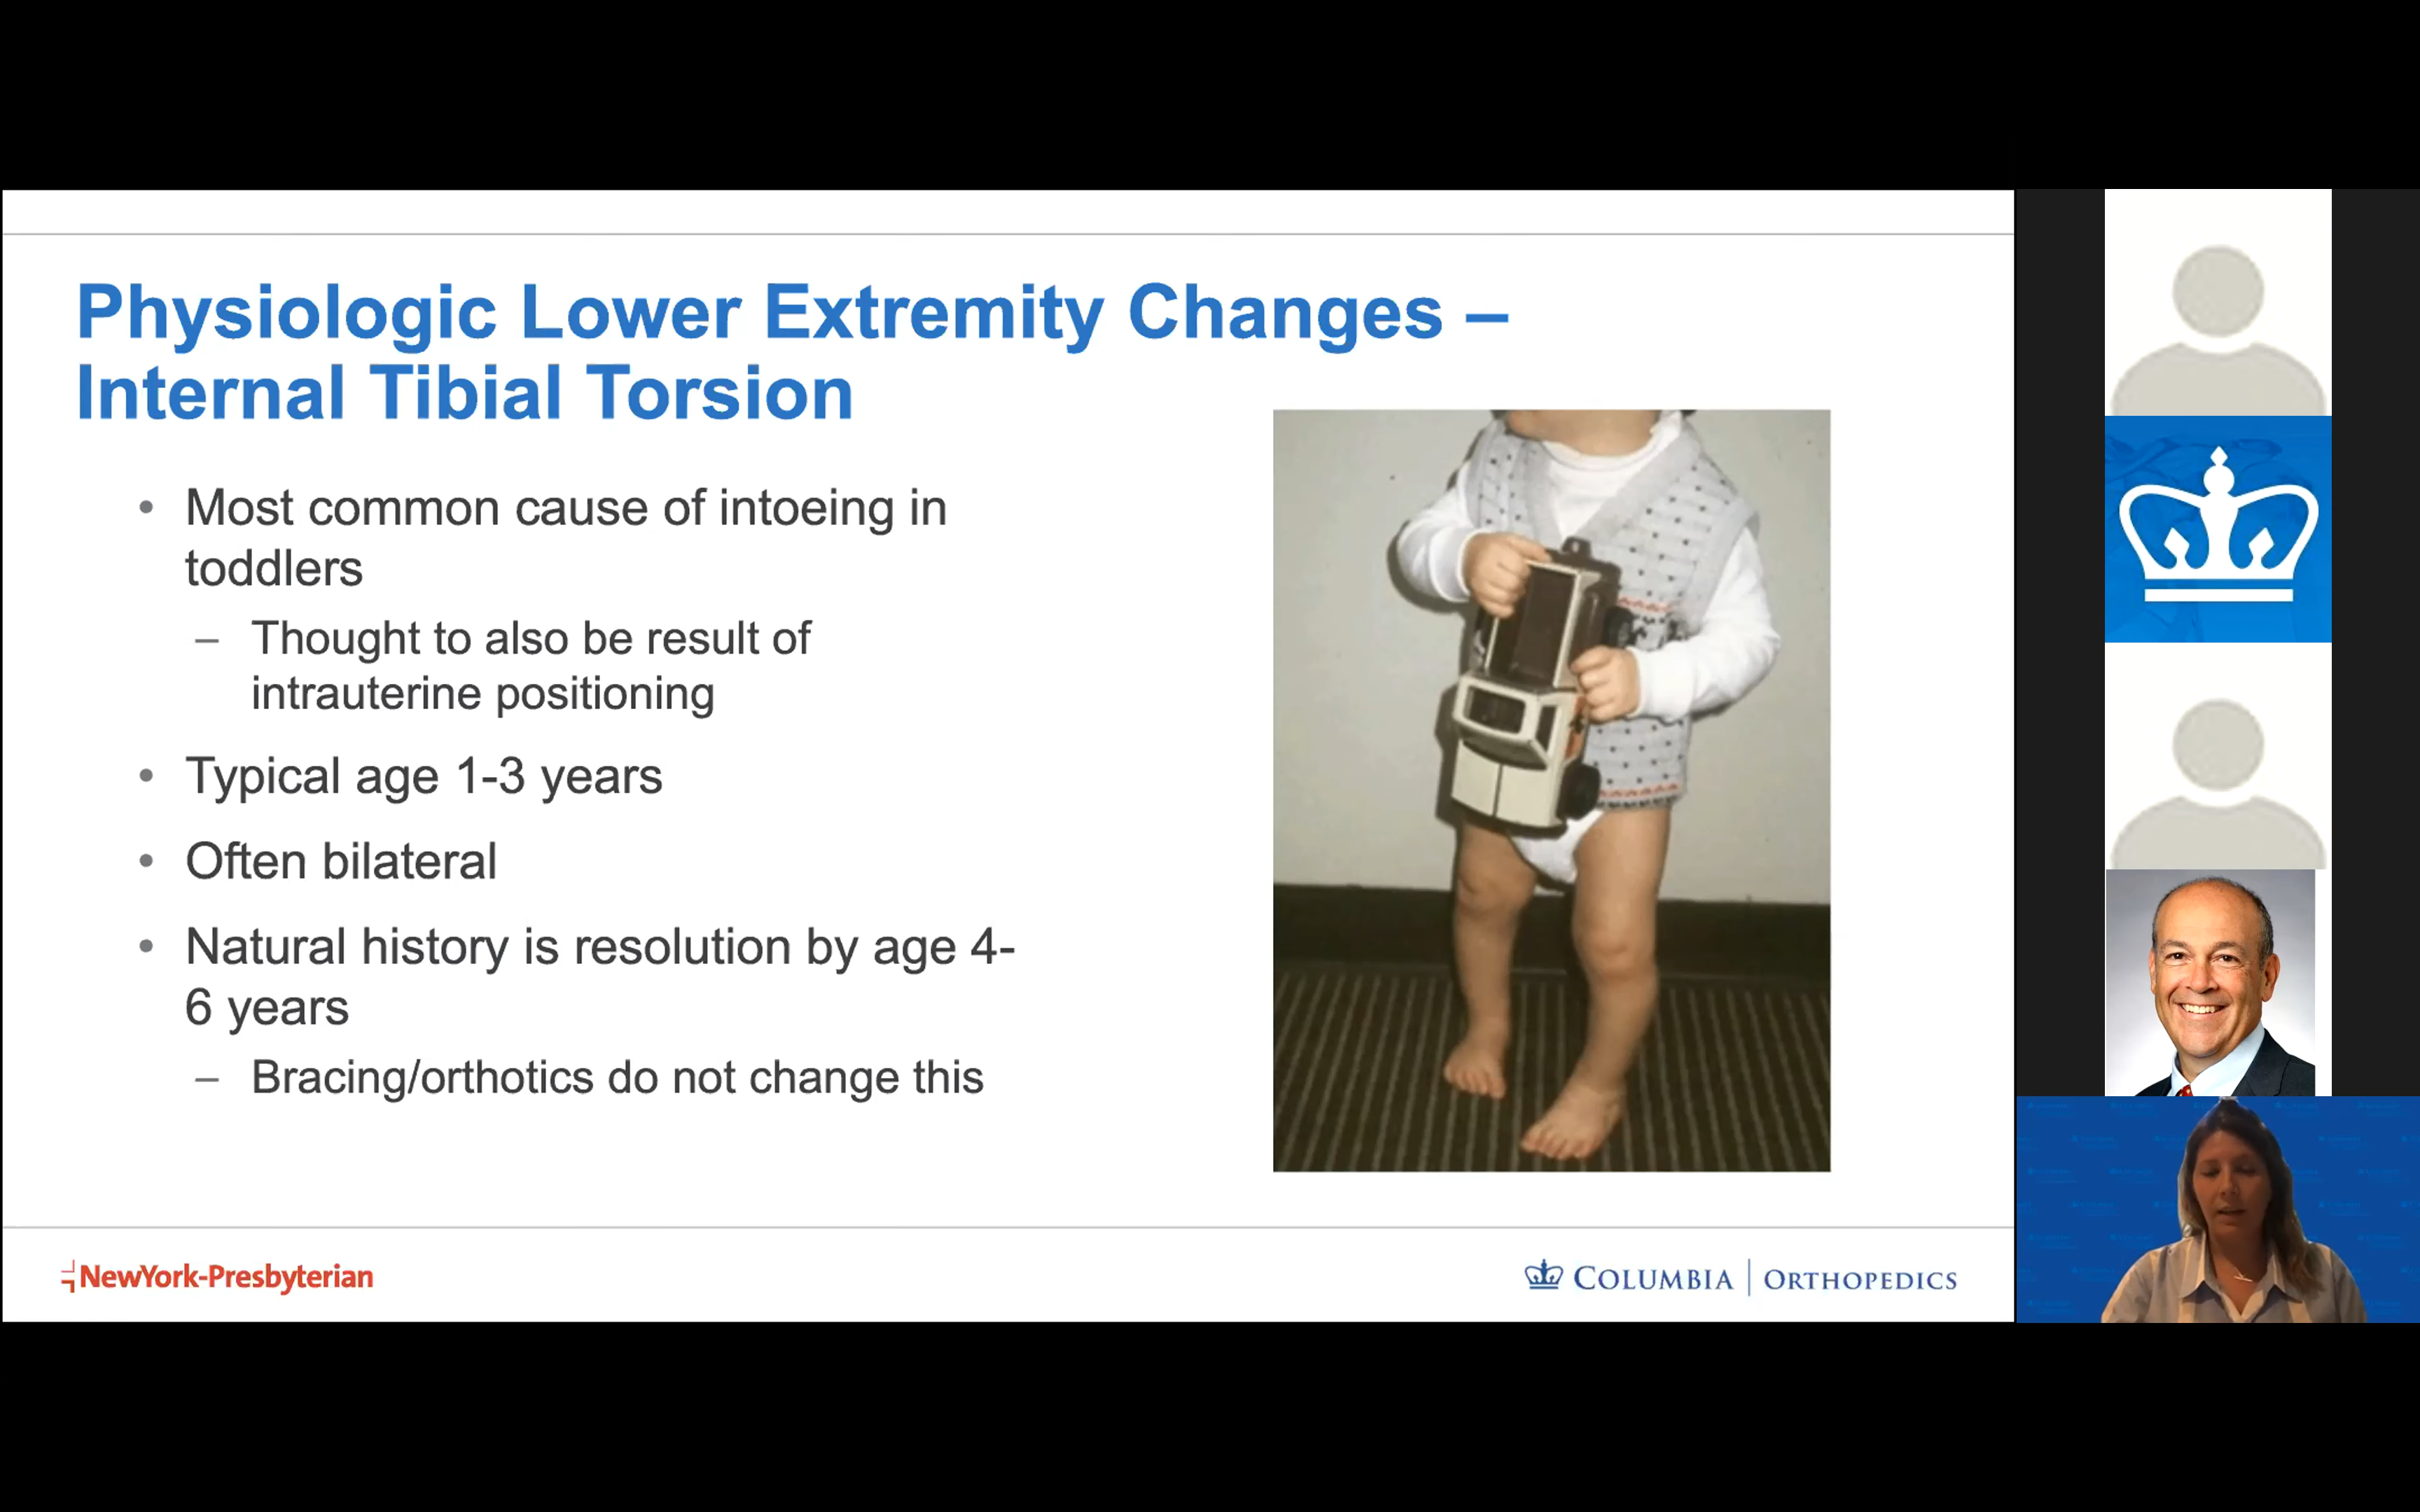 Physiologic Lower Extremity Changes –
Internal Tibial Torsion
• Most common cause of intoeing in
toddlers
– Thought to also be result of
intrauterine positioning
• Typical age 1-3 years
• Often bilateral
• Natural history is resolution by age 4-
6 years
– Bracing/orthotics do not change this
NewYork-Presbyterian
COLUMBIA | ORTHOPEDICS